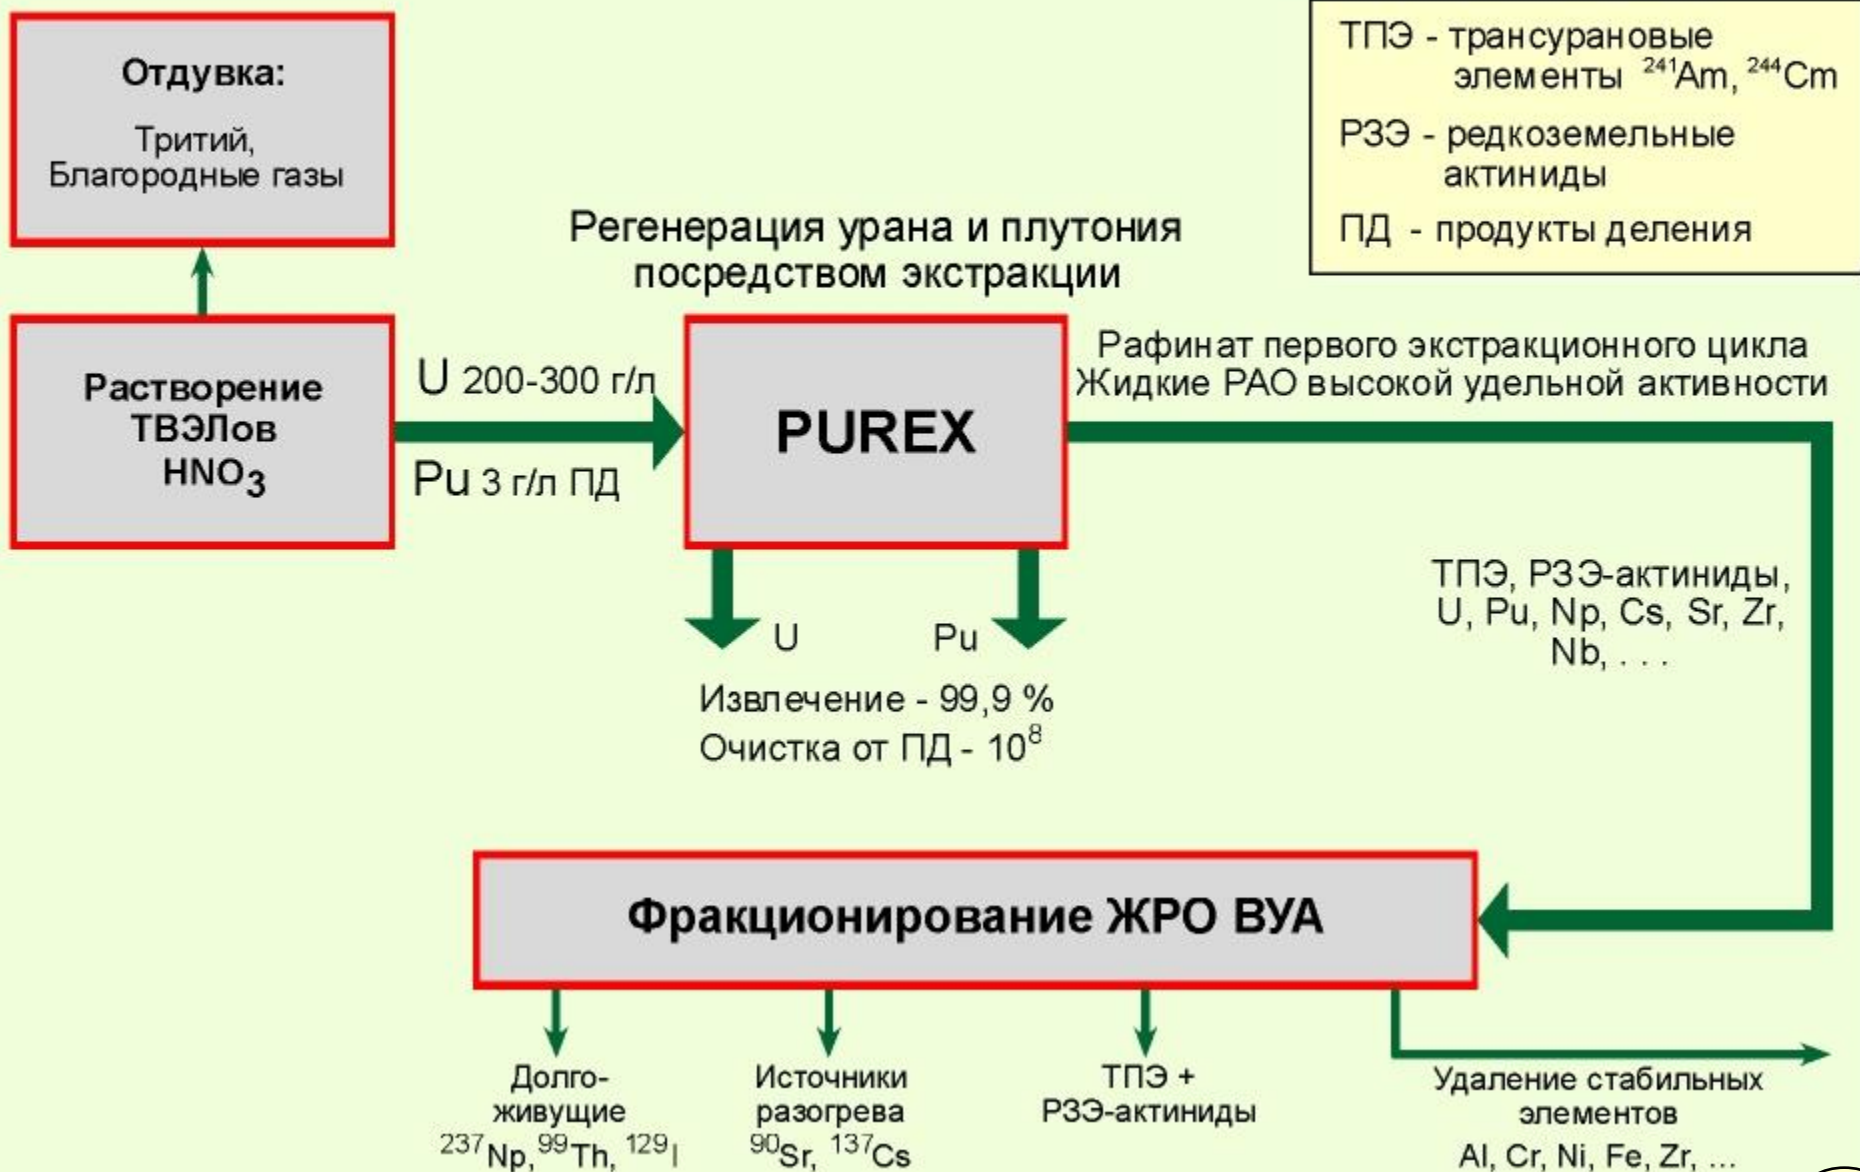 Отдувка:
Тритий,
Благородные газы
ТПЭ - трансурановые
элементы ²⁴¹Am, ²⁴⁴Cm
РЗЭ - редкоземельные
актиниды
ПД - продукты деления
Регенерация урана и плутония
посредством экстракции
Растворение
ТВЭЛов
HNO₃
U 200-300 г/л
Pu 3 г/л ПД
PUREX
Рафинат первого экстракционного цикла
Жидкие РАО высокой удельной активности
U
Pu
Извлечение - 99,9 %
Очистка от ПД - 10⁸
ТПЭ, РЗЭ-актиниды,
U, Pu, Np, Cs, Sr, Zr,
Nb, . . .
Фракционирование ЖРО ВУА
Долго-
живущие
²³⁷Np, ⁹⁹Th, ¹²⁹I
Источники
разогрева
⁹⁰Sr, ¹³⁷Cs
ТПЭ +
РЗЭ-актиниды
Удаление стабильных
элементов
Al, Cr, Ni, Fe, Zr, ...